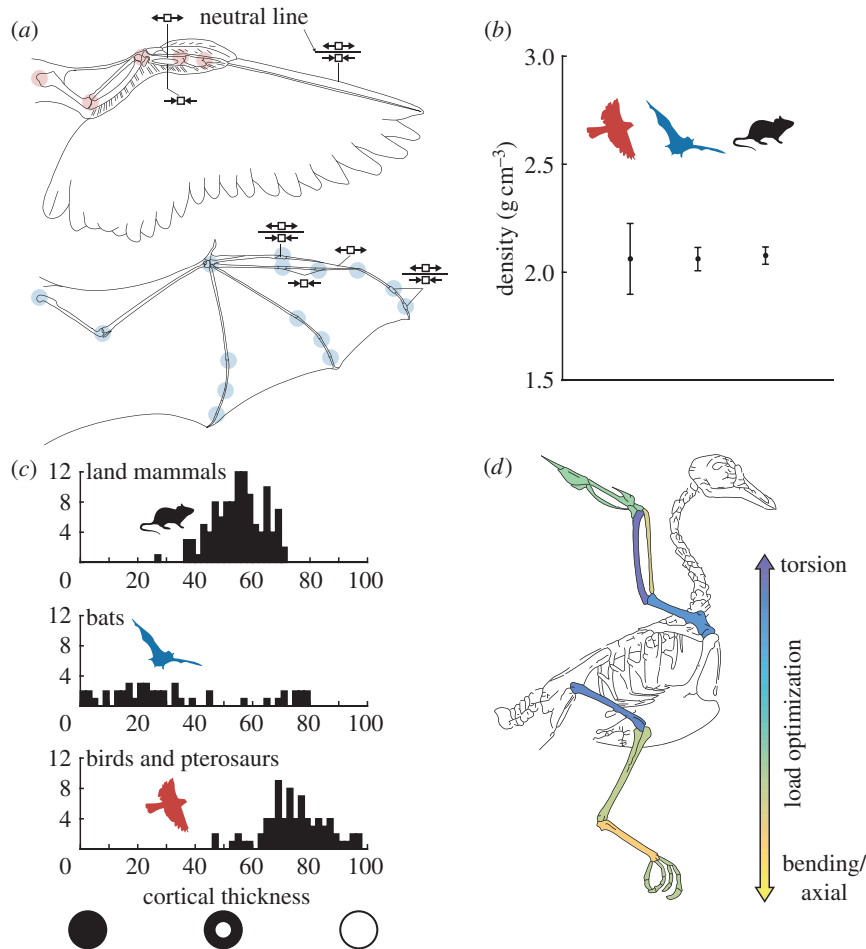 (a)
neutral line
(b)
3.0
2.5
2.0
1.5
density (g cm−3)
(c)
12
8
4
land mammals
0 20 40 60 80 100
12
8
4
bats
0 20 40 60 80 100
12
8
4
birds and pterosaurs
0 20 40 60 80 100
cortical thickness
(d)
torsion
load optimization
bending/
axial